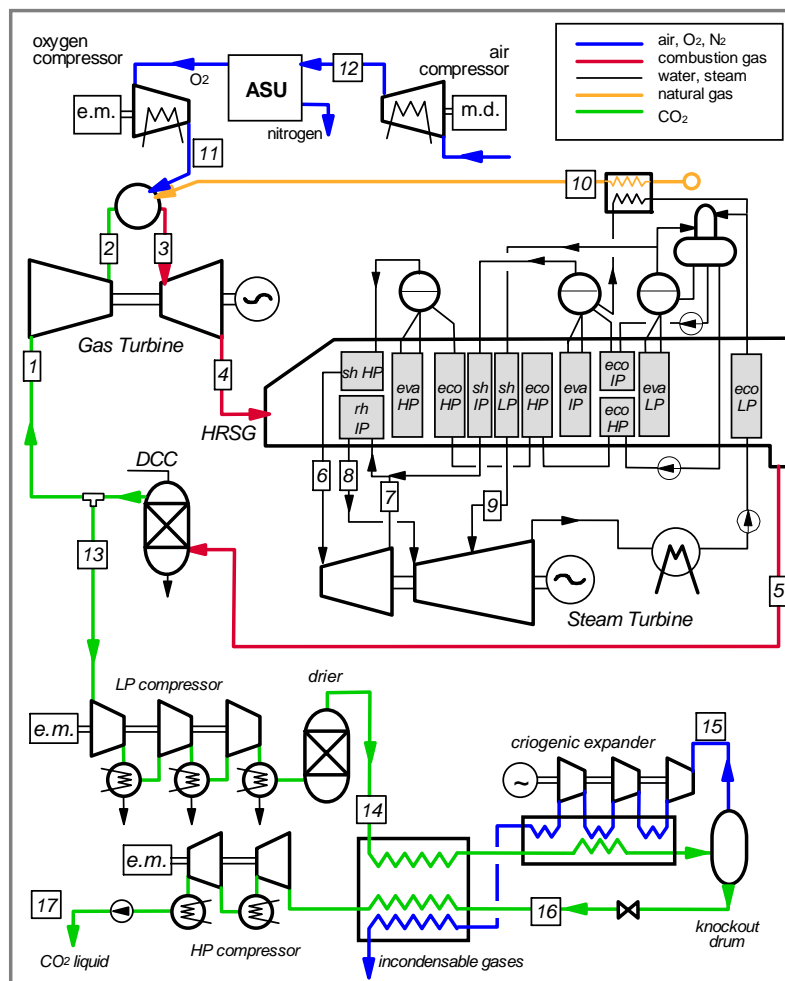 oxygen
compressor
O2
ASU
12
air
compressor
e.m.
m.d.
nitrogen
11
air, O2, N2
combustion gas
water, steam
natural gas
CO2
10
2
3
Gas Turbine
1
4
HRSG
sh HP
rh
IP
eva
HP
eco
HP
sh
IP
sh
LP
eco
HP
eva
IP
eco
IP
eco
HP
eva
LP
eco
LP
DCC
6
8
7
9
13
Steam Turbine
5
LP compressor
drier
e.m.
criogenic expander
15
14
e.m.
17
16
HP compressor
knockout
drum
CO2 liquid
incondensable gases